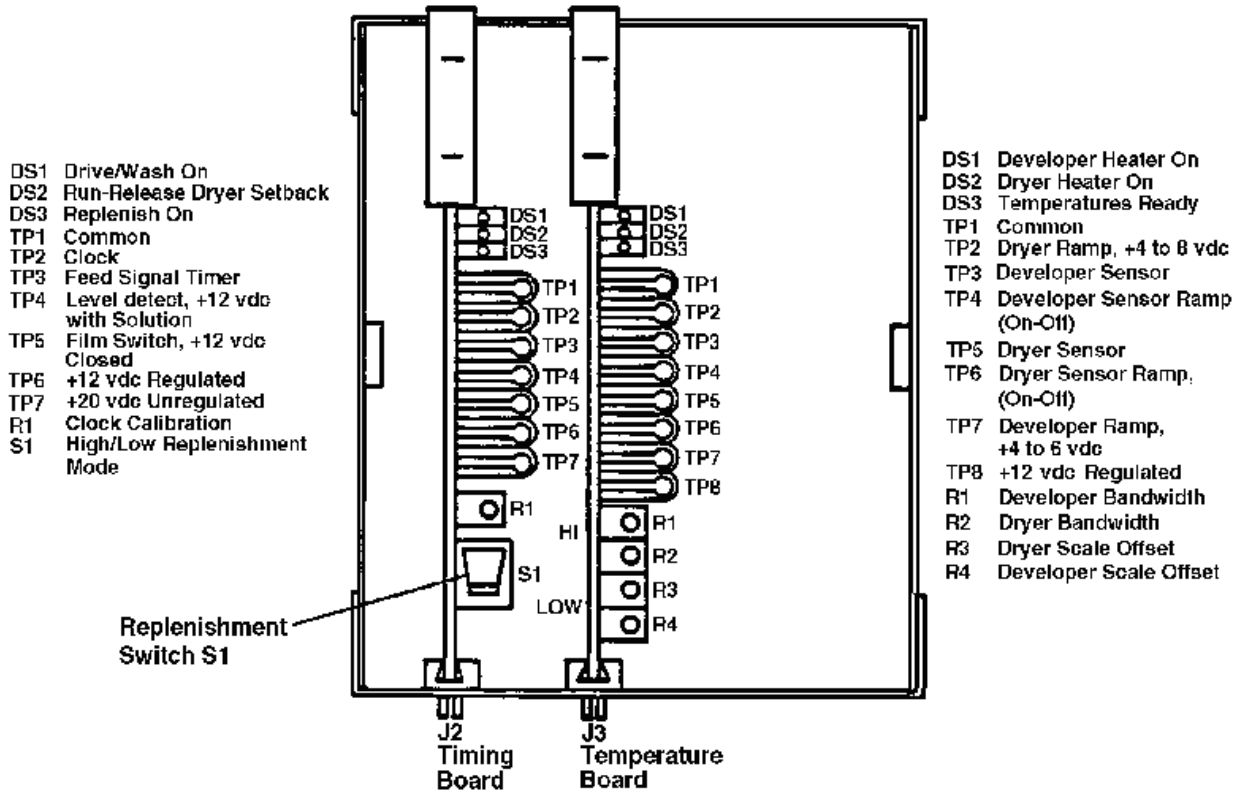 DS1 Drive/Wash On
DS2 Run-Release Dryer Setback
DS3 Replenish On
TP1 Common
TP2 Clock
TP3 Feed Signal Timer
TP4 Level detect, +12 vdc
with Solution
TP5 Film Switch, +12 vdc
Closed
TP6 +12 vdc Regulated
TP7 +20 vdc Unregulated
R1 Clock Calibration
S1 High/Low Replenishment
Mode
Replenishment
Switch S1
DS1
DS2
DS3
TP1
TP2
TP3
TP4
TP5
TP6
TP7
R1
HI
S1
LOW
J2
Timing
Board
DS1
DS2
DS3
TP1
TP2
TP3
TP4
TP5
TP6
TP7
TP8
R1
R2
R3
R4
J3
Temperature
Board
DS1 Developer Heater On
DS2 Dryer Heater On
DS3 Temperatures Ready
TP1 Common
TP2 Dryer Ramp, +4 to 8 vdc
TP3 Developer Sensor
TP4 Developer Sensor Ramp
(On-Off)
TP5 Dryer Sensor
TP6 Dryer Sensor Ramp,
(On-Off)
TP7 Developer Ramp,
+4 to 6 vdc
TP8 +12 vdc Regulated
R1 Developer Bandwidth
R2 Dryer Bandwidth
R3 Dryer Scale Offset
R4 Developer Scale Offset